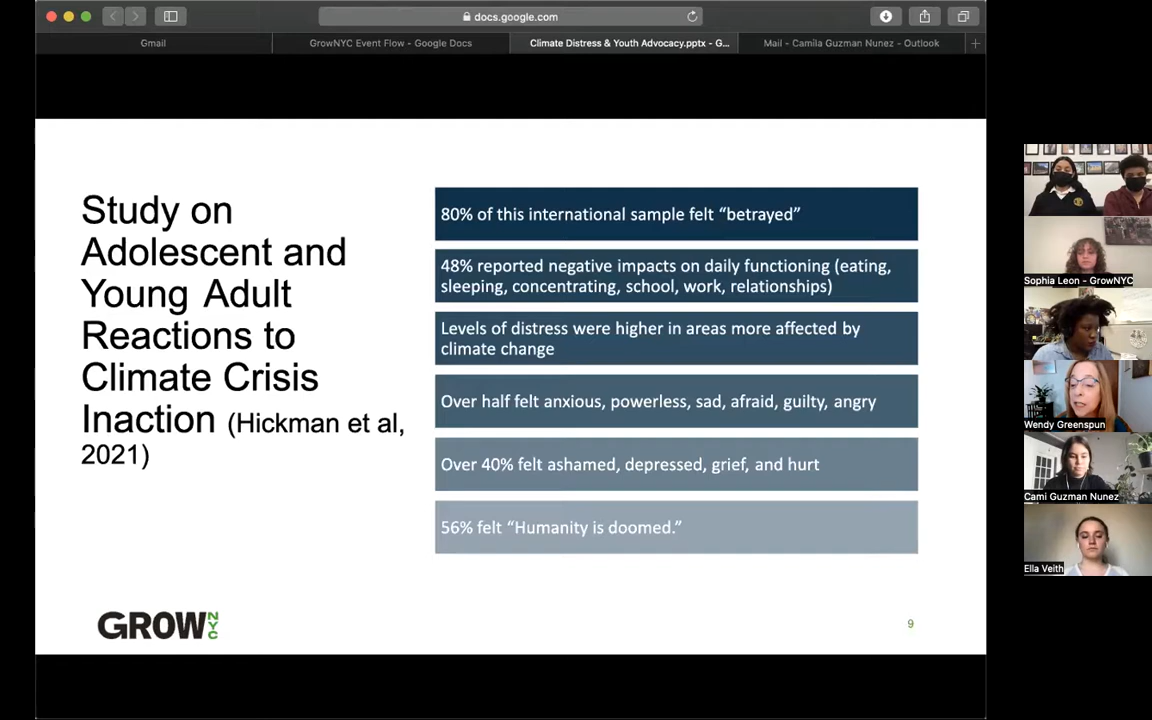 docs.google.com
Gmail
GrowNYC Event Flow - Google Docs
Climate Distress & Youth Advocacy.pptx - G...
Mail - Camila Guzman Nunez - Outlook
Study on
Adolescent and
Young Adult
Reactions to
Climate Crisis
Inaction (Hickman et al,
2021)
80% of this international sample felt “betrayed”
48% reported negative impacts on daily functioning (eating,
sleeping, concentrating, school, work, relationships)
Levels of distress were higher in areas more affected by
climate change
Over half felt anxious, powerless, sad, afraid, guilty, angry
Over 40% felt ashamed, depressed, grief, and hurt
56% felt “Humanity is doomed.”
GROWNYC
9
Sophia Leon - GrowNYC
Wendy Greenspun
Cami Guzman Nunez
Ella Veith